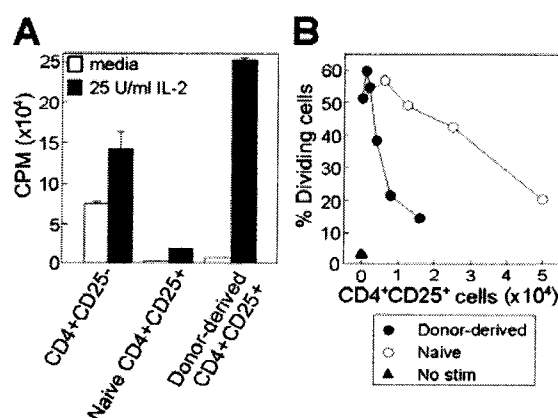 A
media
25 U/ml IL-2
CPM (x10⁴)
25
20
15
10
5
0
CD4+CD25-
Naive CD4+CD25+
Donor-derived
CD4+CD25+
B
% Dividing cells
60
50
40
30
20
10
0
0 1 2 3 4 5
CD4⁺CD25⁺ cells (x10⁴)
Donor-derived
Naive
No stim